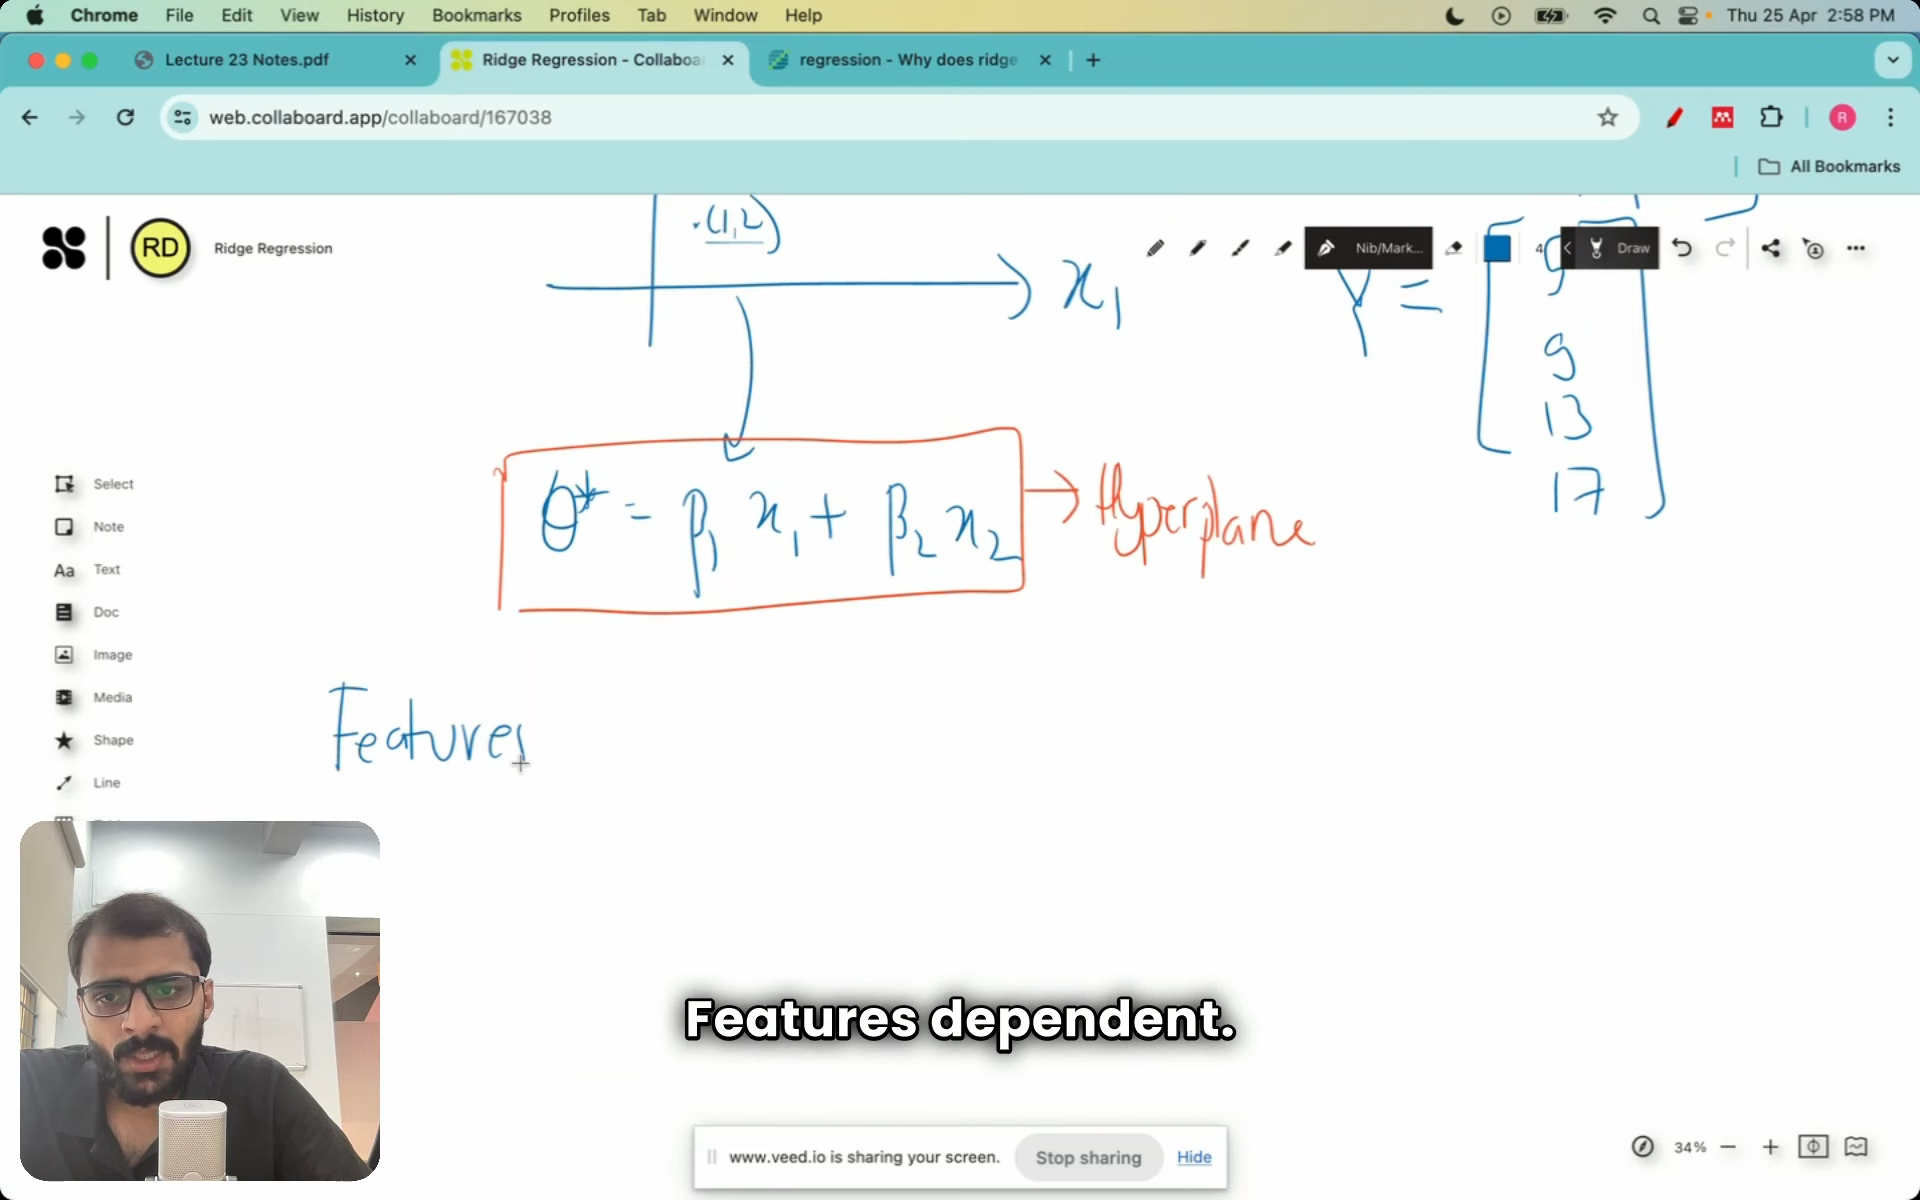 Chrome File Edit View History Bookmarks Profiles Tab Window Help Thu 25 Apr 2:58 PM
Lecture 23 Notes.pdf
Ridge Regression - Collaboa
regression - Why does ridge
web.collaboard.app/collaboard/167038
R
All Bookmarks
RD Ridge Regression
Nib/Mark...
4
Draw
(1,2)
x₁
Y =
9
9
13
17
θ* = β₁ x₁ + β₂ x₂ → Hyperplane
Select
Note
Aa Text
Doc
Image
Media
Shape
Line
Features
Features dependent.
www.veed.io is sharing your screen. Stop sharing Hide
34%